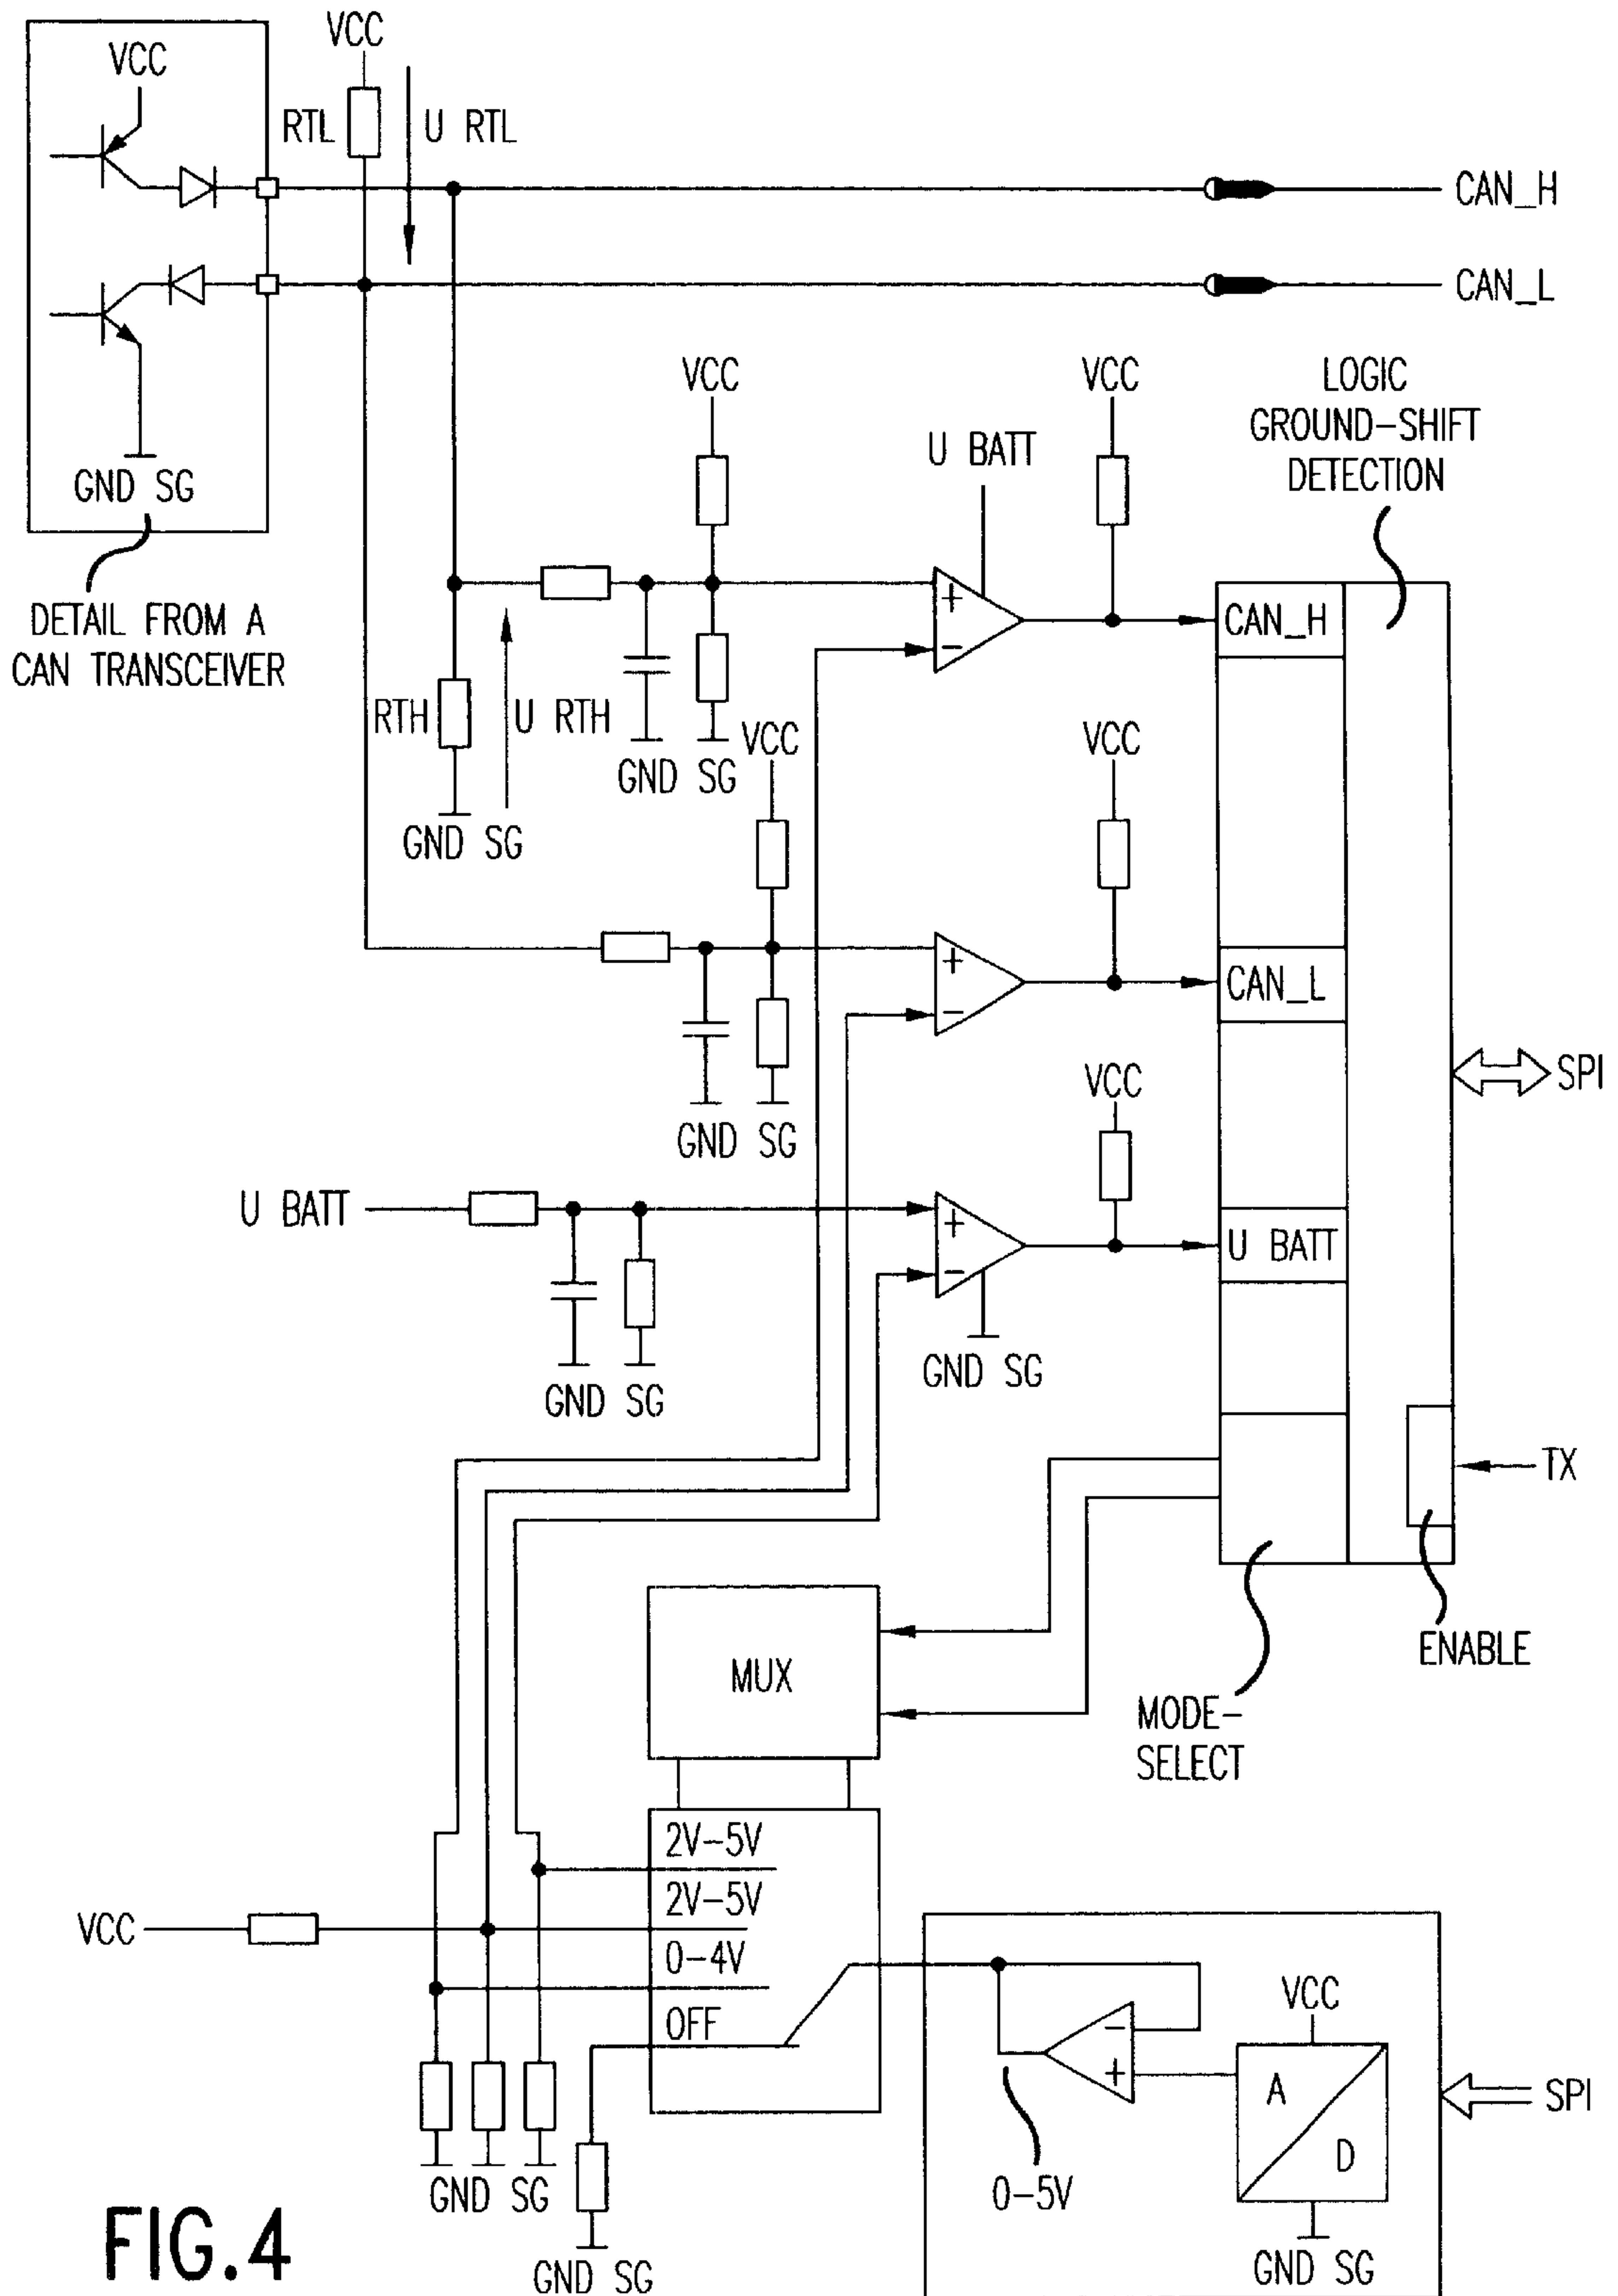 VCC
VCC
RTL
U RTL
CAN_H
CAN_L
GND SG
DETAIL FROM A
CAN TRANSCEIVER
VCC
U BATT
VCC
LOGIC
GROUND-SHIFT
DETECTION
+
-
CAN_H
RTH
U RTH
GND SG
VCC
GND SG
VCC
+
-
CAN_L
GND SG
SPI
VCC
U BATT
+
-
U BATT
GND SG
GND SG
TX
ENABLE
MUX
MODE-
SELECT
2V-5V
2V-5V
VCC
0-4V
OFF
VCC
-
+
A
D
SPI
GND SG
0-5V
GND SG
GND SG
FIG.4